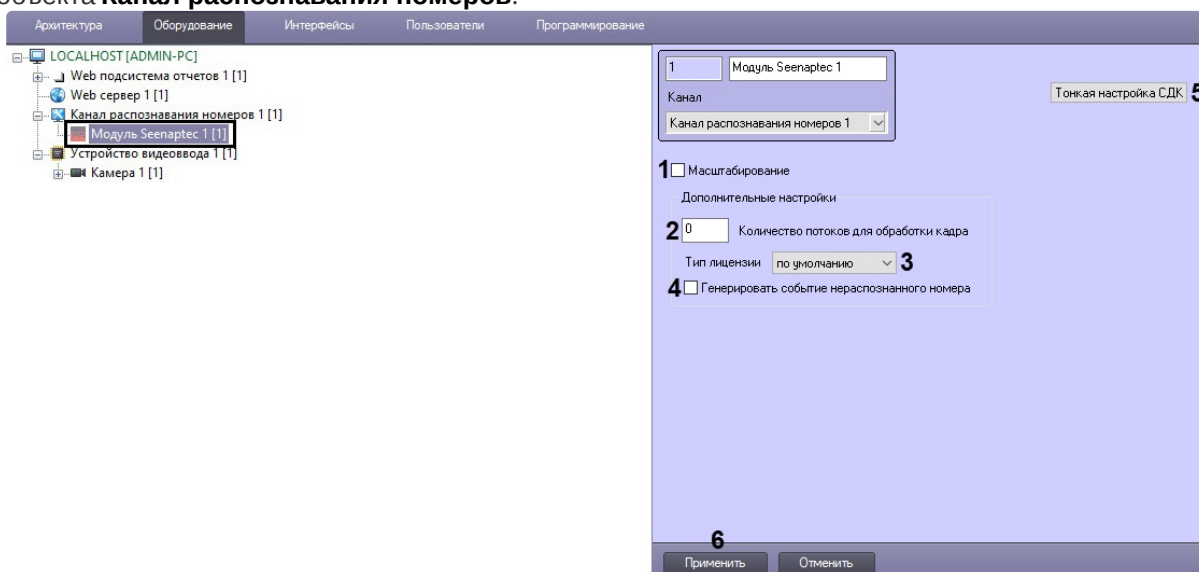 объекта Канал распознавания номеров.
Архитектура Оборудование Интерфейсы Пользователи Программирование
LOCALHOST [ADMIN-PC]
Web подсистема отчетов 1 [1]
Web сервер 1 [1]
Канал распознавания номеров 1 [1]
Модуль Seenaptec 1 [1]
Устройство видеоввода 1 [1]
Камера 1 [1]
1 Модуль Seenaptec 1
Канал
Канал распознавания номеров 1
Тонкая настройка СДК 5
1 Масштабирование
Дополнительные настройки
2 0 Количество потоков для обработки кадра
Тип лицензии по умолчанию 3
4 Генерировать событие нераспознанного номера
6
Применить Отменить